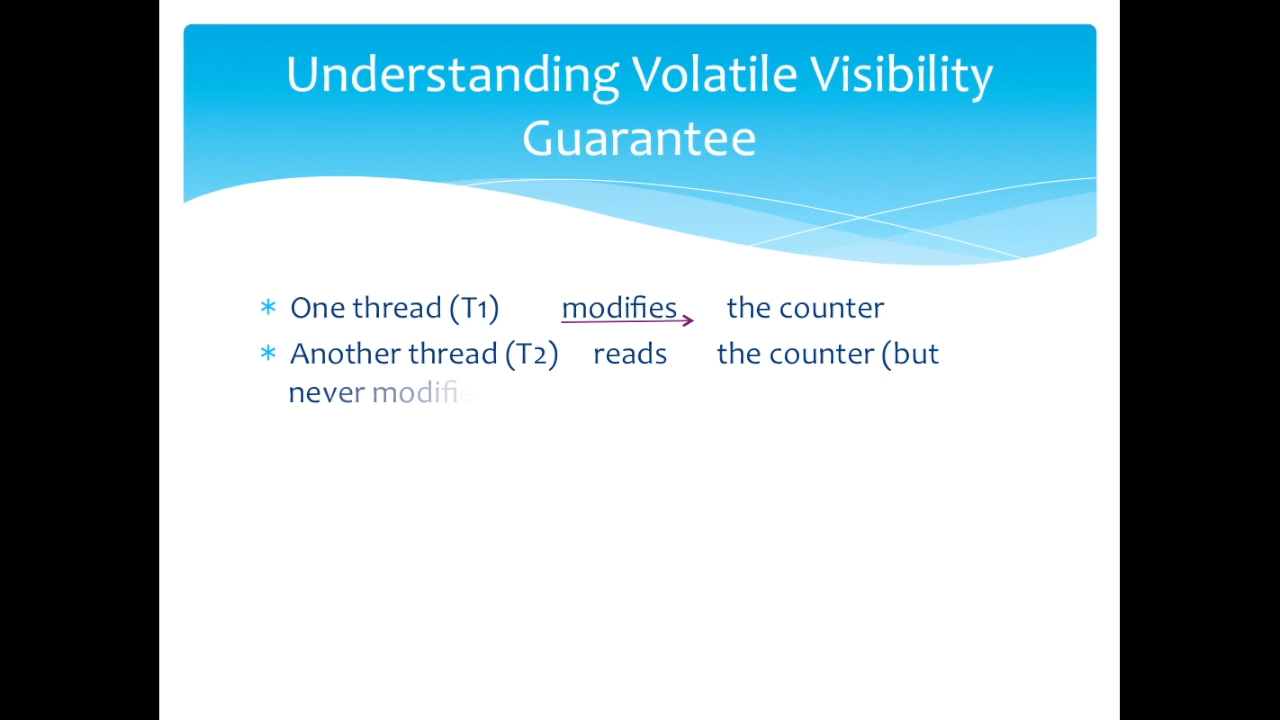 Understanding Volatile Visibility
Guarantee
* One thread (T1) modifies the counter
* Another thread (T2) reads the counter (but
never modifie